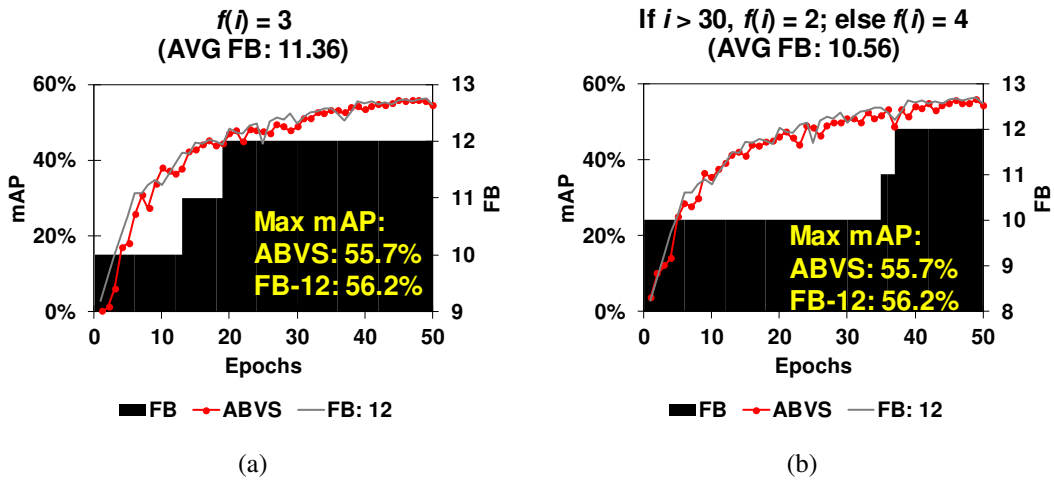 f(i) = 3
(AVG FB: 11.36)
60%
40%
20%
0%
mAP
13
12
11
10
9
FB
Max mAP:
ABVS: 55.7%
FB-12: 56.2%
0 10 20 30 40 50
Epochs
FB ABVS FB: 12
(a)
If i > 30, f(i) = 2; else f(i) = 4
(AVG FB: 10.56)
60%
40%
20%
0%
mAP
13
12
11
10
9
8
FB
Max mAP:
ABVS: 55.7%
FB-12: 56.2%
0 10 20 30 40 50
Epochs
FB ABVS FB: 12
(b)